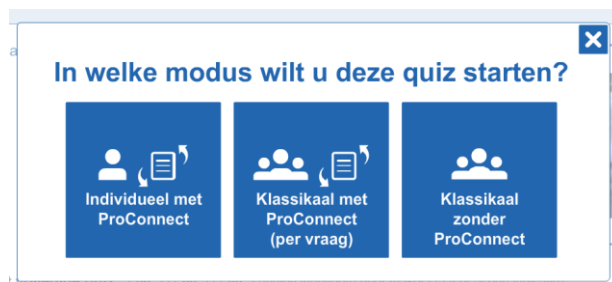 In welke modus wilt u deze quiz starten?
Individueel met
ProConnect
Klassikaal met
ProConnect
(per vraag)
Klassikaal
zonder
ProConnect